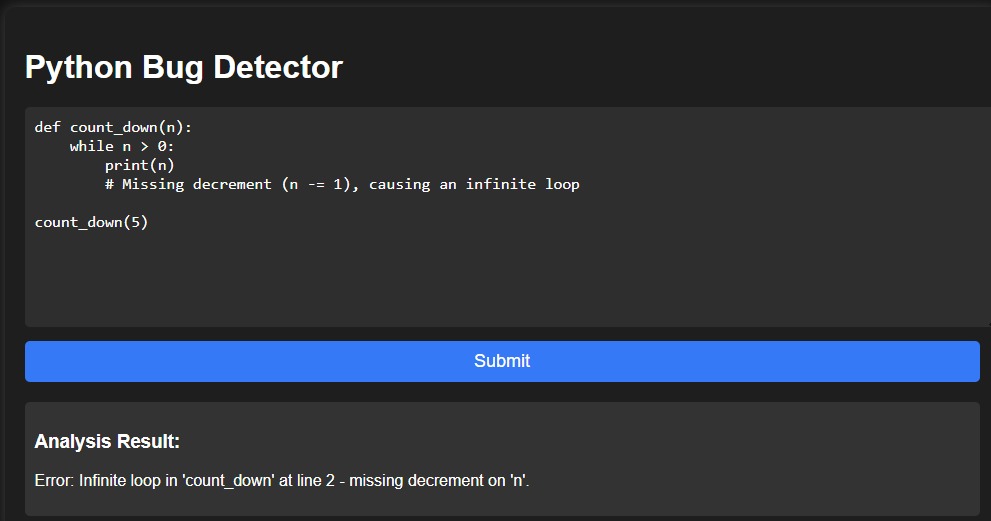 Python Bug Detector
def count_down(n):
    while n > 0:
        print(n)
        # Missing decrement (n -= 1), causing an infinite loop
count_down(5)
Submit
Analysis Result:
Error: Infinite loop in 'count_down' at line 2 - missing decrement on 'n'.